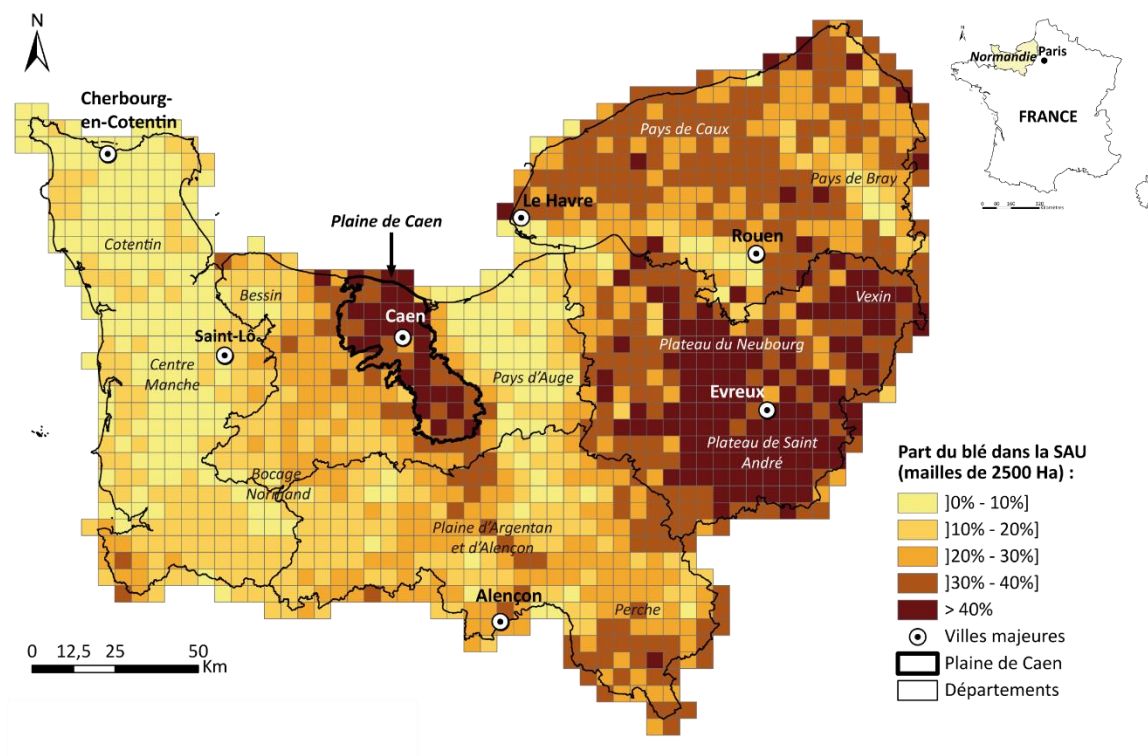 N
Cherbourg-
en-Cotentin
Cotentin
Plaine de Caen
Bessin
Saint-Lô
Centre
Manche
Caen
Bocage
Normand
Pays d'Auge
Plaine d'Argentan
et d'Alençon
Alençon
Perche
Le Havre
Pays de Caux
Pays de Bray
Rouen
Vexin
Plateau du Neubourg
Evreux
Plateau de Saint
André
0 12,5 25 50
Km
N
Normandie
Paris
FRANCE
Part du blé dans la SAU
(mailles de 2500 Ha) :
]0% - 10%]
]10% - 20%]
]20% - 30%]
]30% - 40%]
> 40%
Villes majeures
Plaine de Caen
Départements